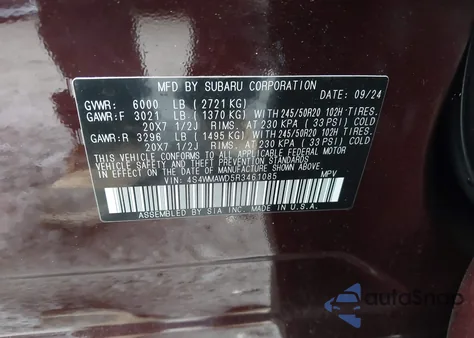 MFD. BY SUBARU CORPORATION DATE: 09/24
GVWR: 6000 LB (2721 KG)
GAWR:F 3021 LB (1370 KG) WITH 245/50R20 102H TIRES.
20X7 1/2J RIMS. AT 230 KPA (33 PSI) COLD
GAWR:R 3296 LB (1495 KG) WITH 245/50R20 102H TIRES.
20X7 1/2J RIMS. AT 230 KPA (33 PSI) COLD
THIS VEHICLE CONFORMS TO ALL APPLICABLE FEDERAL MOTOR
VEHICLE SAFETY AND THEFT PREVENTION STANDARDS IN
EFFECT ON THE DATE OF MANUFACTURE SHOWN ABOVE.
VIN: 4S4WMAWD5R3461085 MPV
ASSEMBLED BY SIA INC. MADE IN U.S.A.
autoSnap